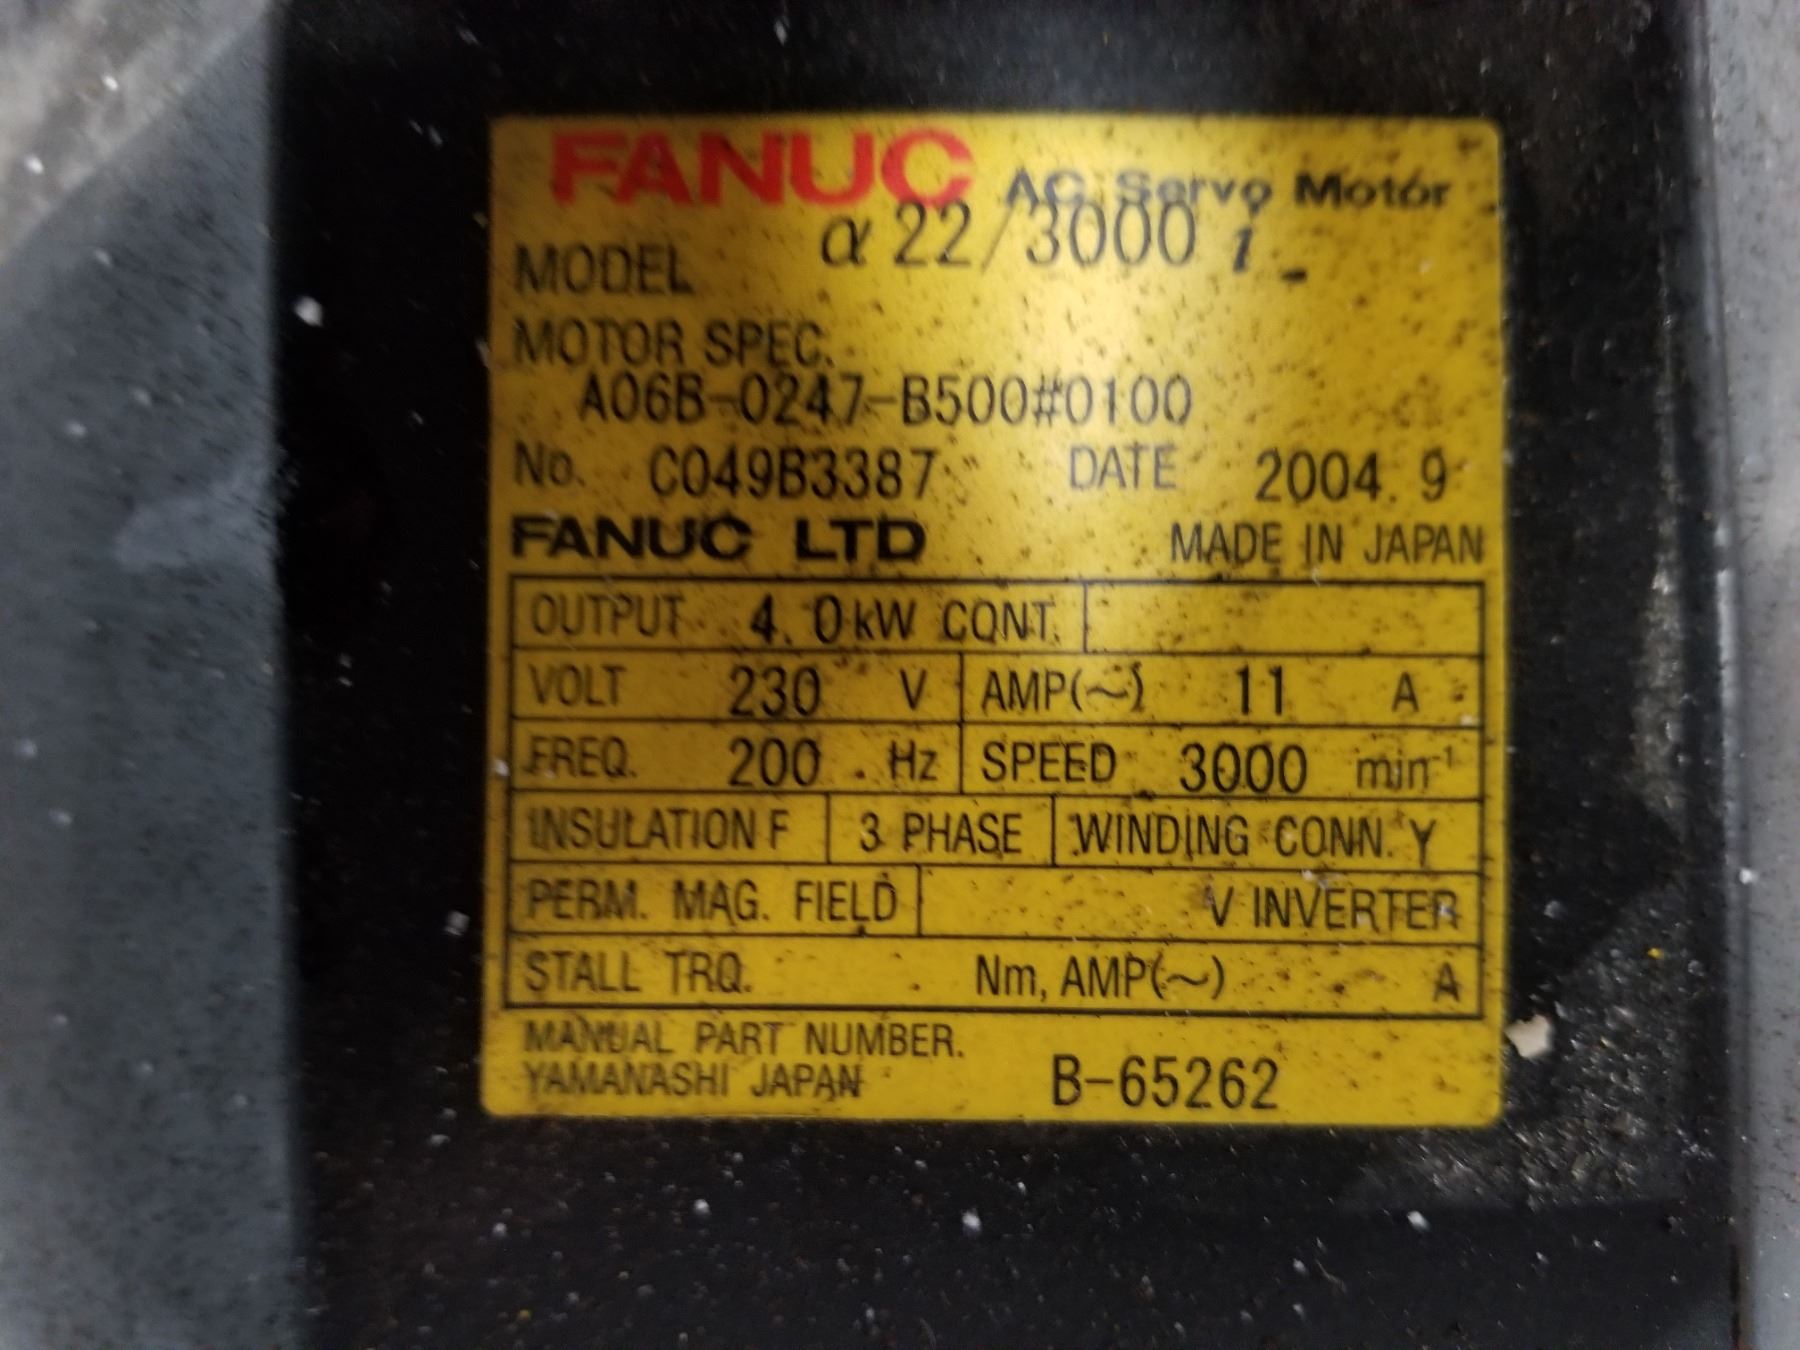 FANUC AC Servo Motor
MODEL α22/3000i
MOTOR SPEC.
A06B-0247-B500#0100
No. C049B3387 DATE 2004.9
FANUC LTD MADE IN JAPAN
OUTPUT 4.0kW CONT.
VOLT 230 V AMP(~) 11 A
FREQ. 200 Hz SPEED 3000 min⁻¹
INSULATION F 3 PHASE WINDING CONN. Y
PERM. MAG. FIELD V INVERTER
STALL TRQ. Nm, AMP(~) A
MANUAL PART NUMBER.
YAMANASHI JAPAN B-65262